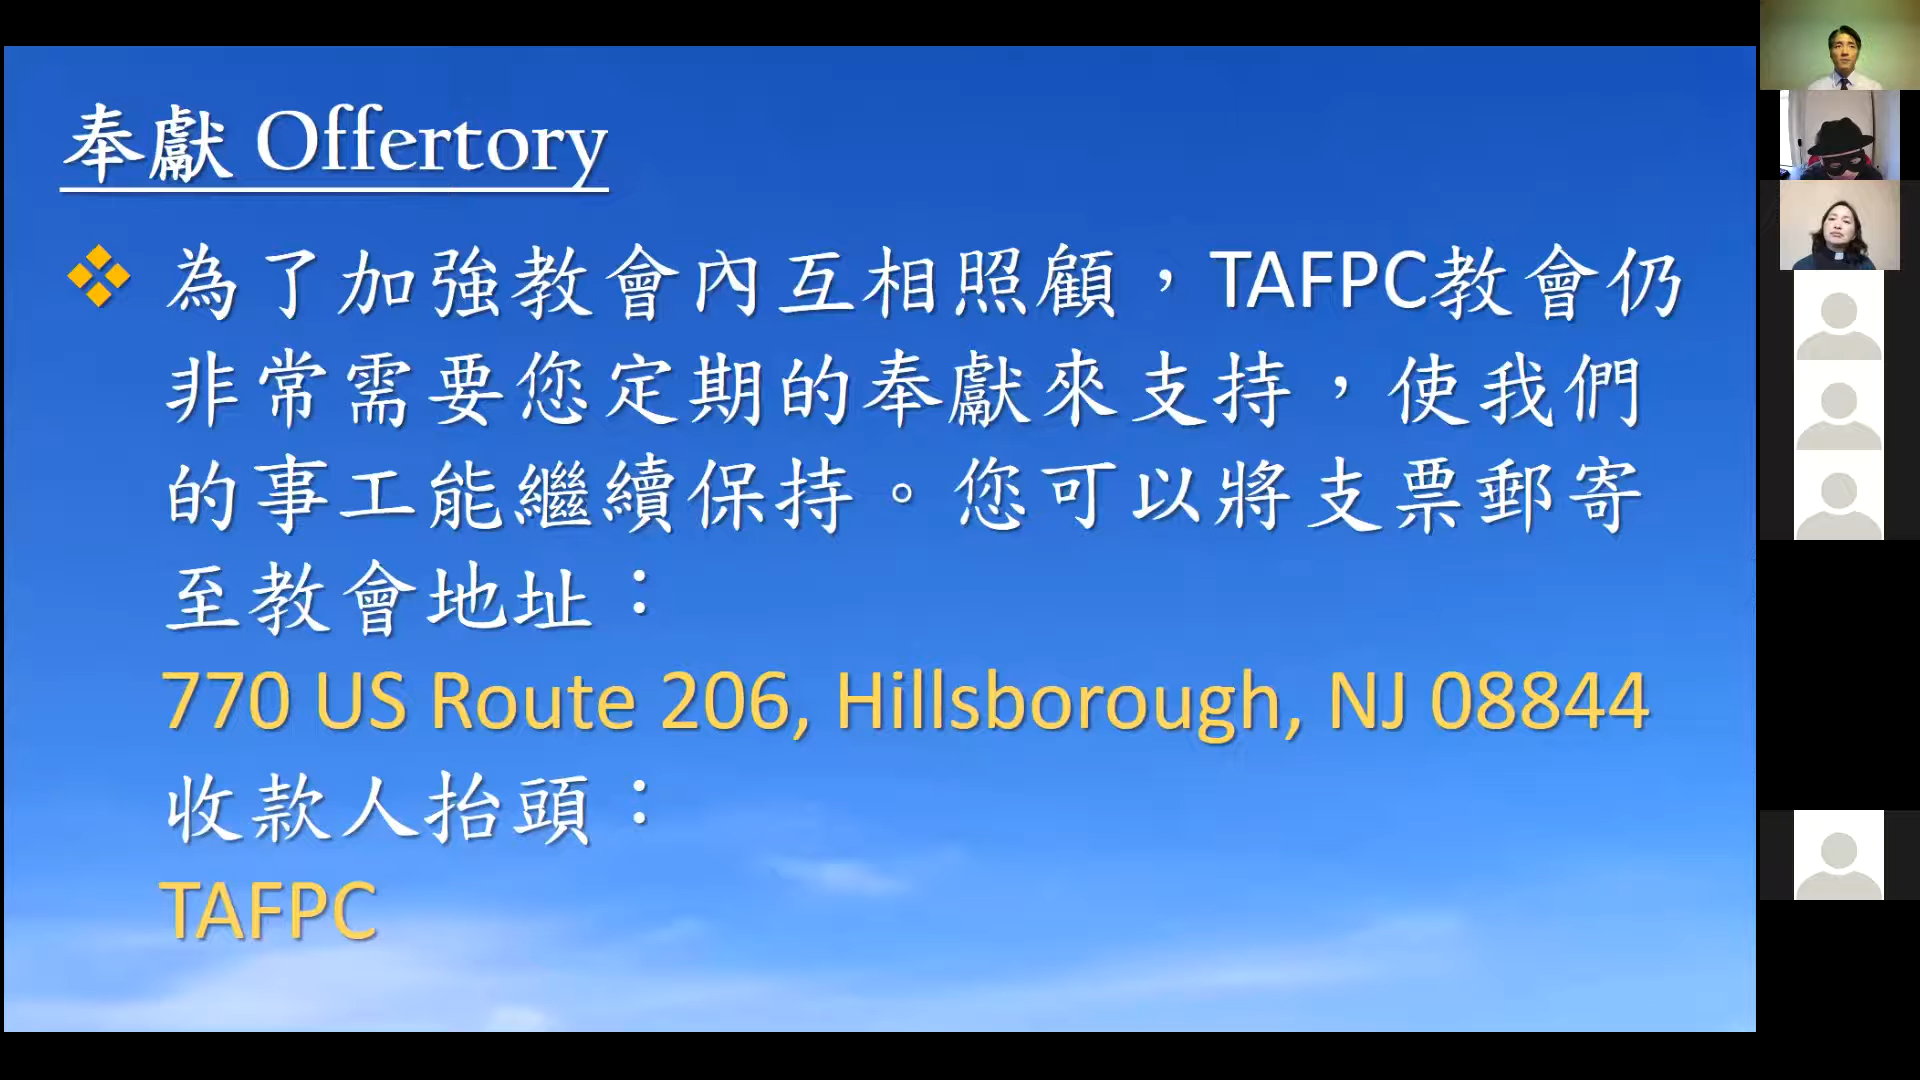 奉獻 Offertory
為了加強教會內互相照顧，TAFPC教會仍
非常需要您定期的奉獻來支持，使我們
的事工能繼續保持。您可以將支票郵寄
至教會地址：
770 US Route 206, Hillsborough, NJ 08844
收款人抬頭：
TAFPC